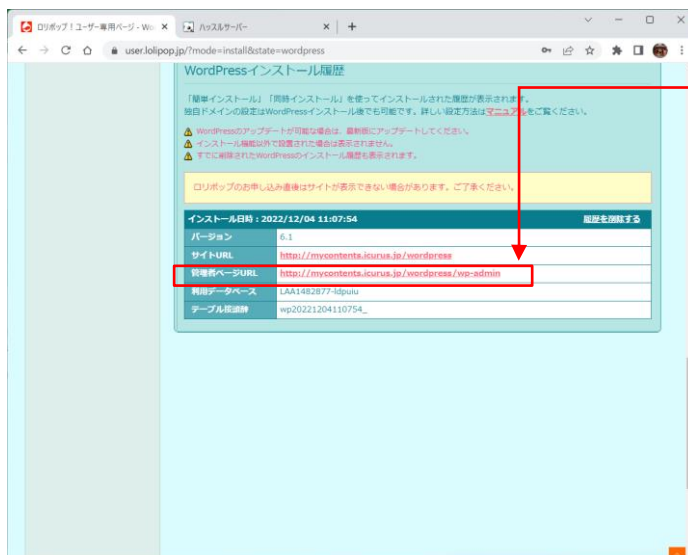 ロリポップ！ユーザー専用ページ - Wo
ハッスルサーバー
user.lolipop.jp/?mode=install&state=wordpress
WordPressインストール履歴
「簡単インストール」「同時インストール」を使ってインストールされた履歴が表示されます。
独自ドメインの設定はWordPressインストール後でも可能です。詳しい設定方法はマニュアルをご覧ください。
WordPressのアップデートが可能な場合は、最新版にアップデートしてください。
インストール機能以外で設置された場合は表示されません。
すでに削除されたWordPressのインストール履歴も表示されます。
ロリポップのお申し込み直後はサイトが表示できない場合があります。ご了承ください。
インストール日時 : 2022/12/04 11:07:54 履歴を削除する
バージョン 6.1
サイトURL http://mycontents.icurus.jp/wordpress
管理者ページURL http://mycontents.icurus.jp/wordpress/wp-admin
利用データベース LAA1482877-ldpuiu
テーブル接頭辞 wp20221204110754_